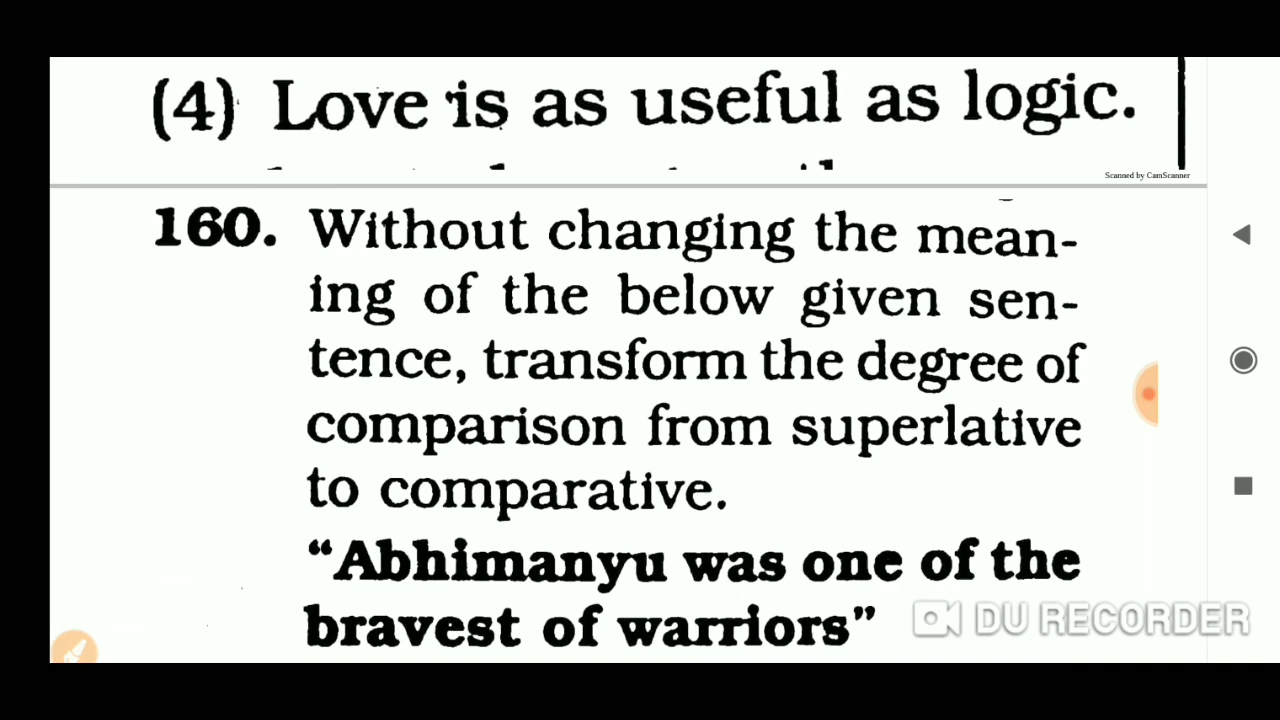 (4) Love is as useful as logic.
Scanned by CamScanner
160. Without changing the mean-
ing of the below given sen-
tence, transform the degree of
comparison from superlative
to comparative.
“Abhimanyu was one of the
bravest of warriors”
DU RECORDER